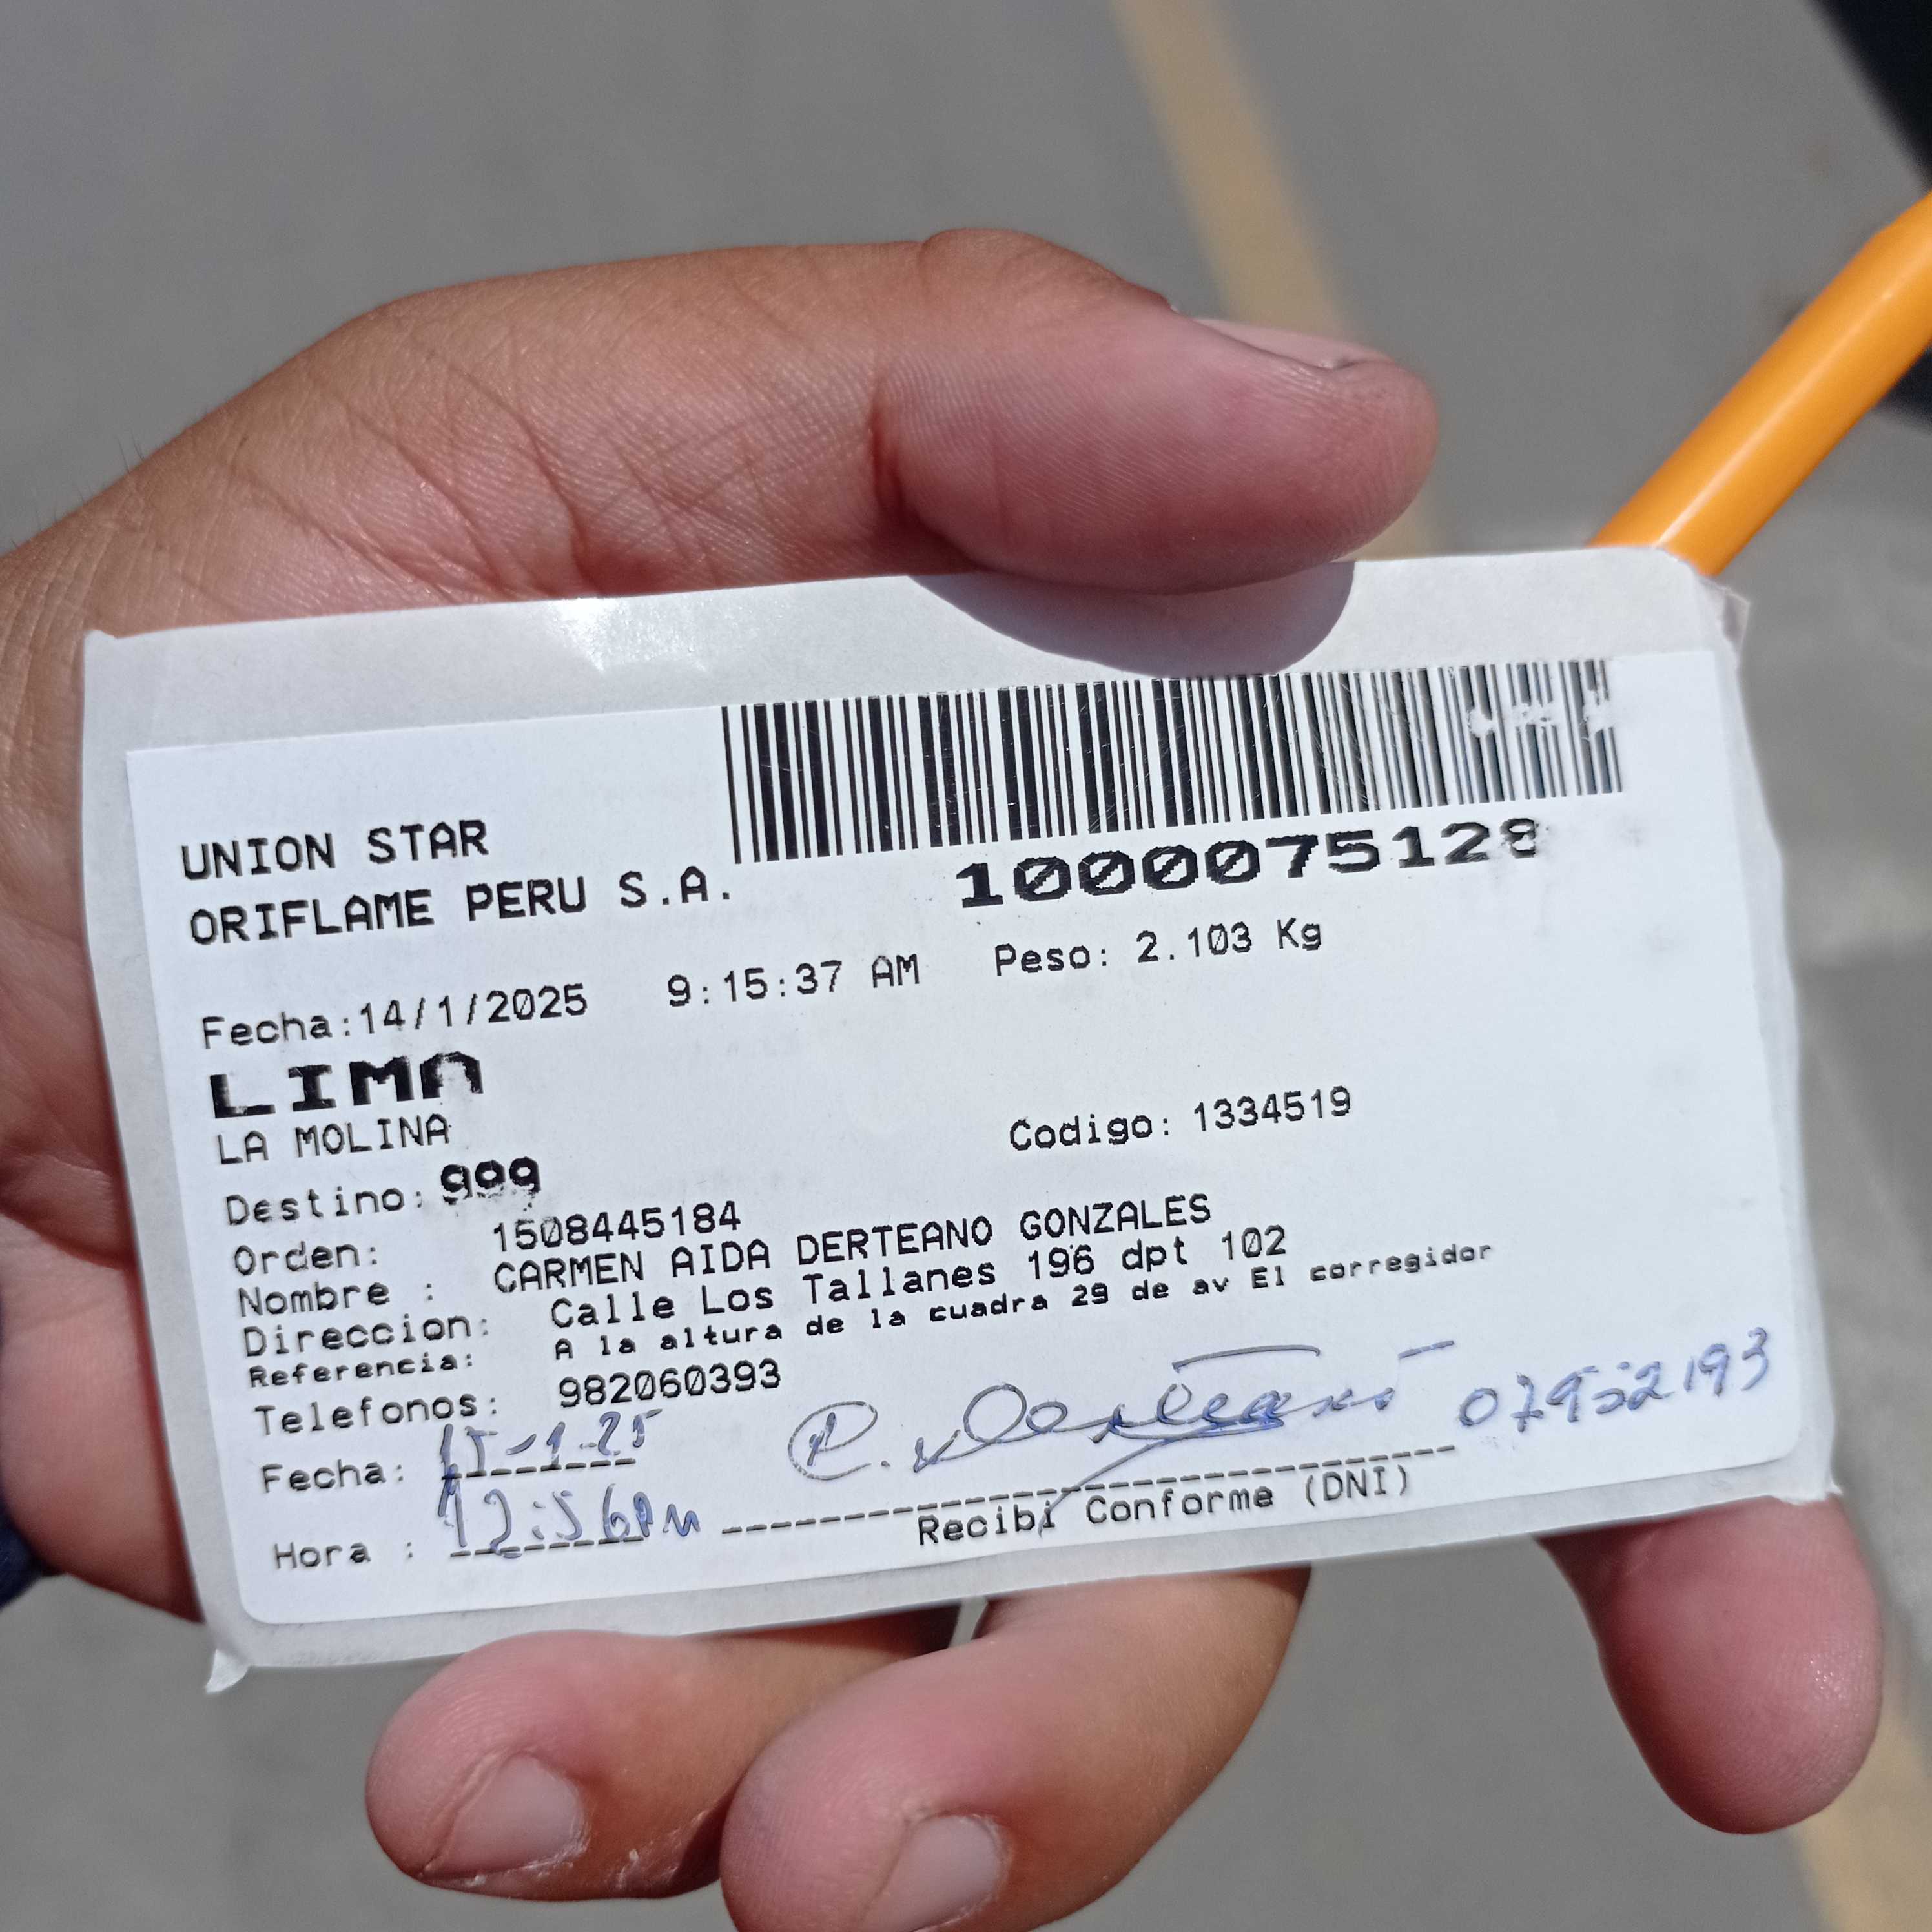 UNION STAR
ORIFLAME PERU S.A.
1000075128
Fecha:14/1/2025 9:15:37 AM Peso: 2.103 Kg
LIMA
LA MOLINA
Codigo: 1334519
Destino: 909
Orden: 1508445184
Nombre : CARMEN AIDA DERTEANO GONZALES
Direccion: Calle Los Tallanes 196 dpt 102
Referencia: A la altura de la cuadra 29 de av El corregidor
Telefonos: 982060393
Fecha: 15-1-25
Hora : 12:56PM
Recibi Conforme (DNI)